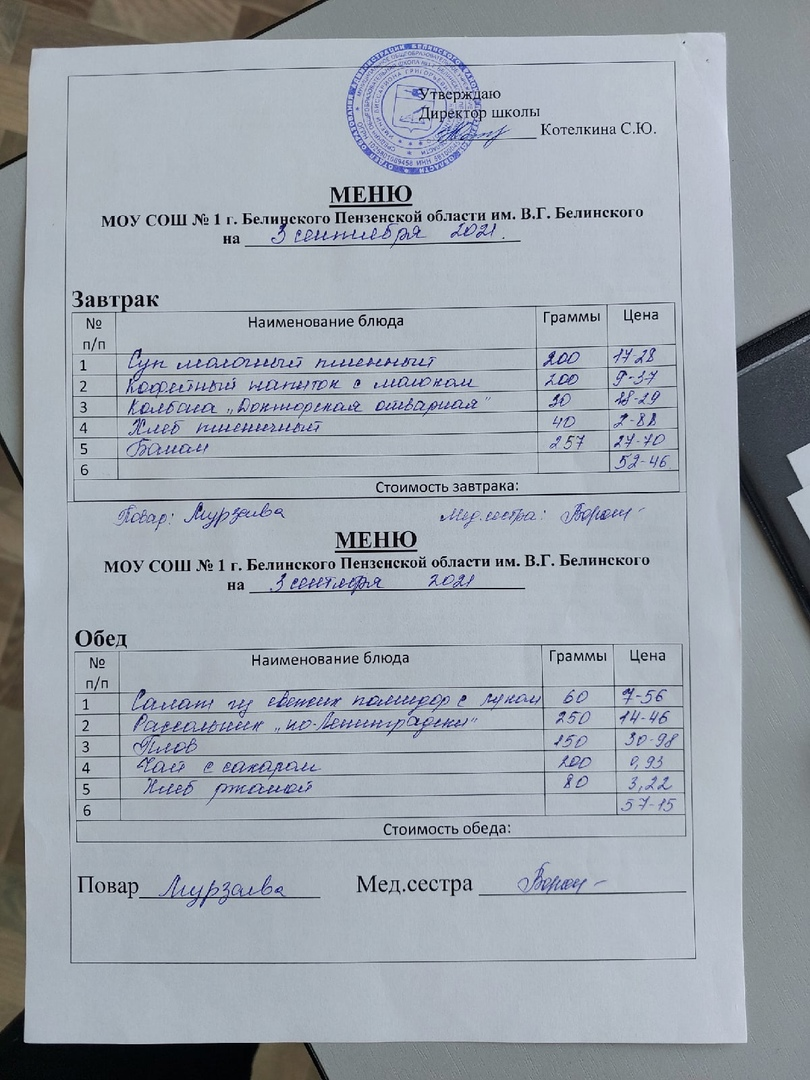 Утверждаю
Директор школы
Котелкина С.Ю.
МЕНЮ
МОУ СОШ № 1 г. Белинского Пензенской области им. В.Г. Белинского
на 3 сентября 2021.
Завтрак
№ п/п Наименование блюда Граммы Цена
1 Суп молочный пшенный 200
2 Кофейный напиток с молоком 200 9-37
3 Колбаса „Докторская отварная" 30
4 Хлеб пшеничный 40 2-88
5 Банан 257 27-70
6 52-46
Стоимость завтрака:
Повар: Мурзаева Мед.сестра:
МЕНЮ
МОУ СОШ № 1 г. Белинского Пензенской области им. В.Г. Белинского
на 3 сентября 2021
Обед
№ п/п Наименование блюда Граммы Цена
1 Салат из свежих помидор с луком 60 7-56
2 Рассольник „по-Ленинградски" 250 14-46
3 Плов 150 30-98
4 Чай с сахаром 200 0,93
5 Хлеб ржаной 80 3,22
6 57-15
Стоимость обеда:
Повар Мурзаева Мед.сестра